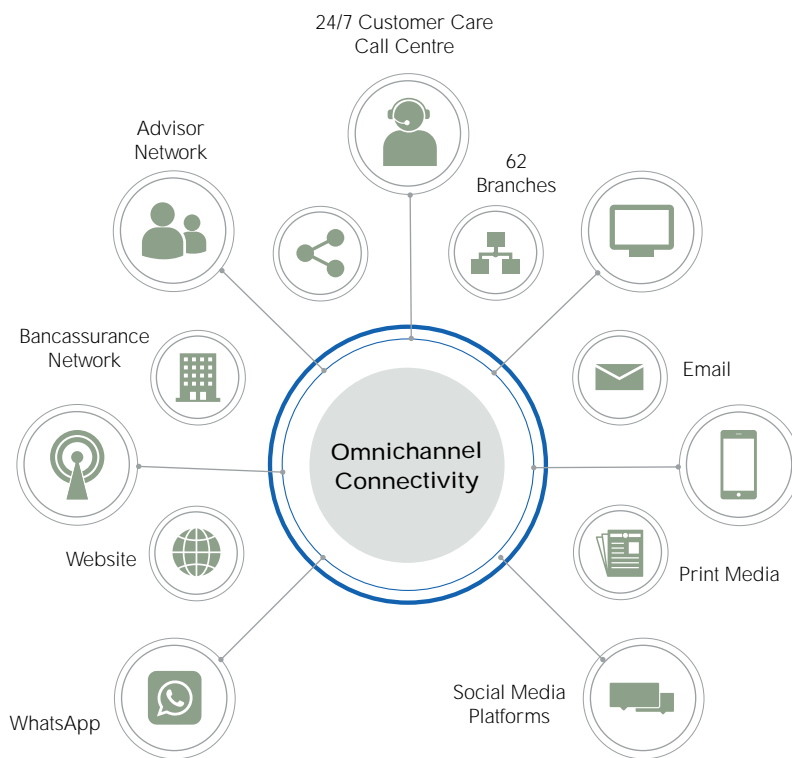 24/7 Customer Care
Call Centre
Advisor
Network
62
Branches
Bancassurance
Network
Email
Omnichannel
Connectivity
Website
Print Media
Social Media
Platforms
WhatsApp